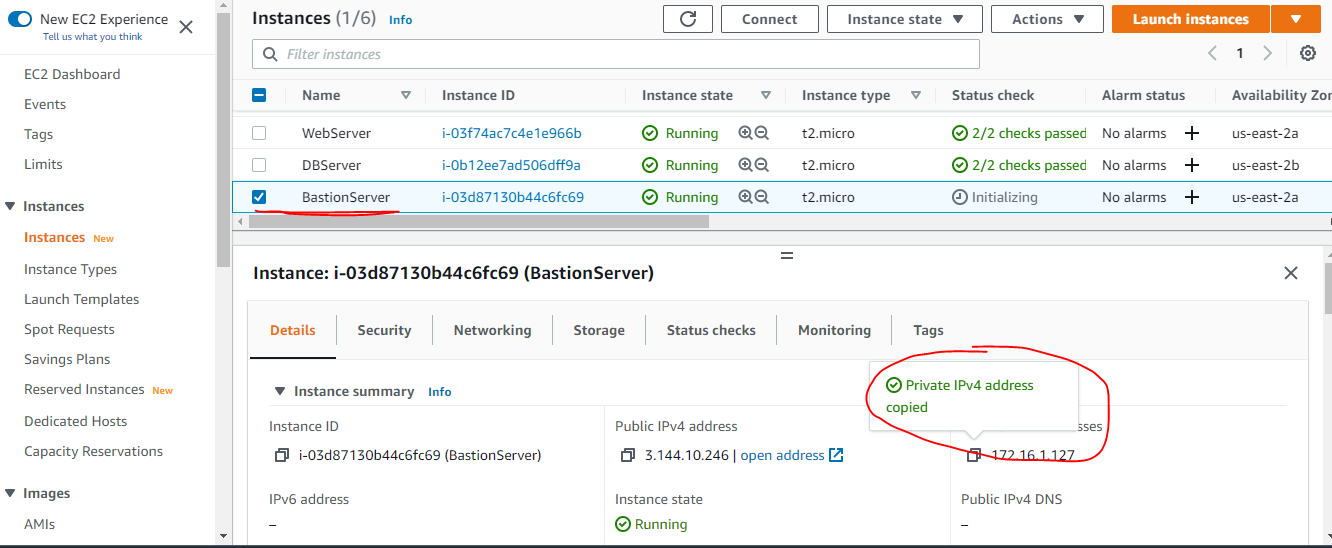 New EC2 Experience
Tell us what you think
EC2 Dashboard
Events
Tags
Limits
Instances
Instances New
Instance Types
Launch Templates
Spot Requests
Savings Plans
Reserved Instances New
Dedicated Hosts
Capacity Reservations
Images
AMIs
Instances (1/6) Info
Connect
Instance state
Actions
Launch instances
Filter instances
1
Name Instance ID Instance state Instance type Status check Alarm status Availability Zon
WebServer i-03f74ac7c4e1e966b Running t2.micro 2/2 checks passed No alarms us-east-2a
DBServer i-0b12ee7ad506dff9a Running t2.micro 2/2 checks passed No alarms us-east-2b
BastionServer i-03d87130b44c6fc69 Running t2.micro Initializing No alarms us-east-2a
Instance: i-03d87130b44c6fc69 (BastionServer)
Details Security Networking Storage Status checks Monitoring Tags
Private IPv4 address
copied
Instance summary Info
Instance ID
i-03d87130b44c6fc69 (BastionServer)
Public IPv4 address
3.144.10.246 | open address
sses
172.16.1.127
IPv6 address
–
Instance state
Running
Public IPv4 DNS
–